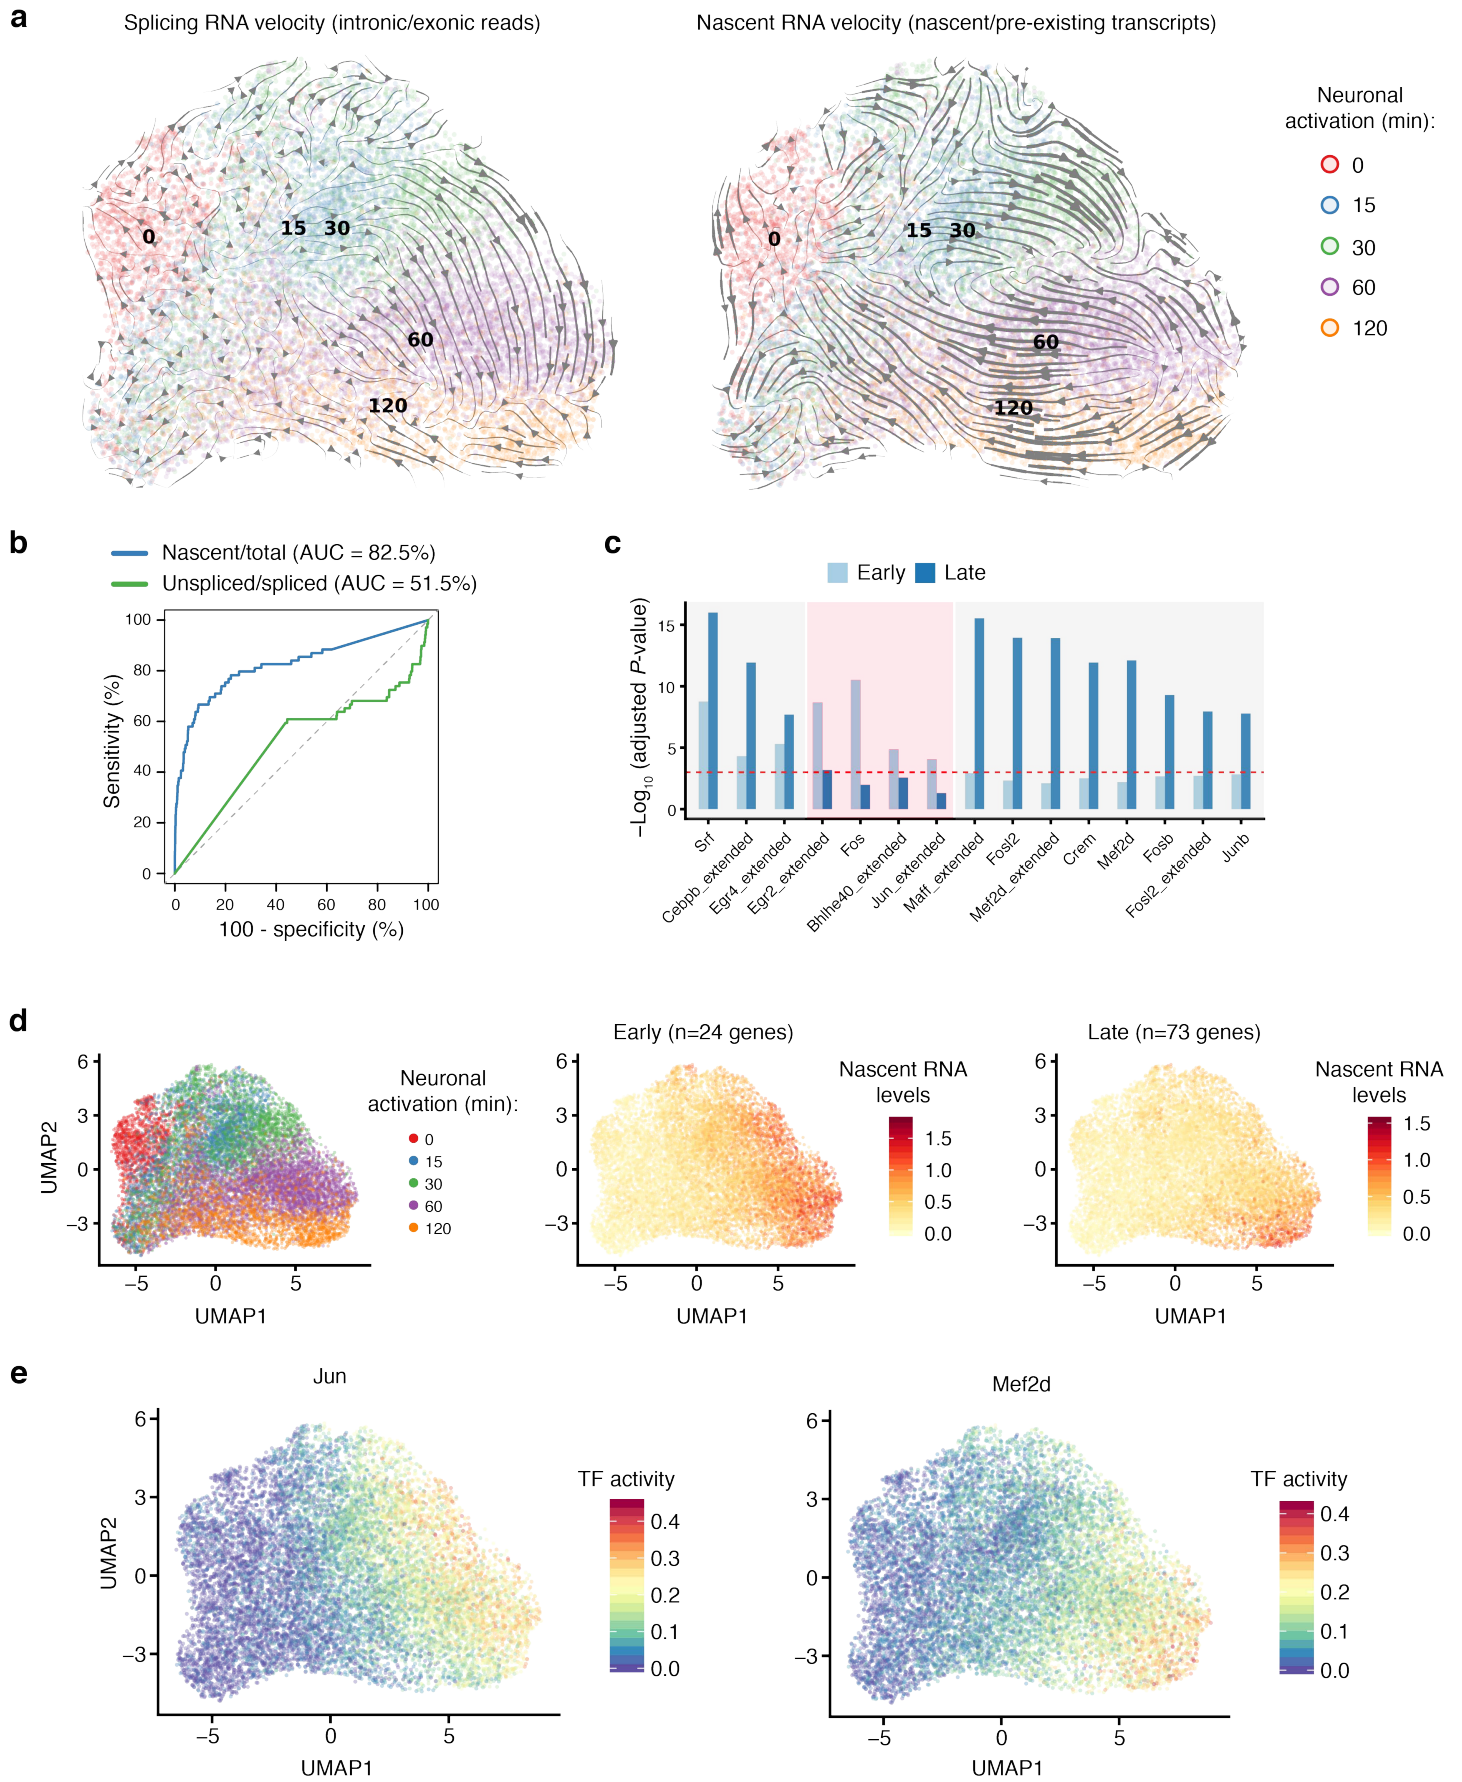 a
Splicing RNA velocity (intronic/exonic reads)
Nascent RNA velocity (nascent/pre-existing transcripts)
0
15
30
60
120
0
15
30
60
120
Neuronal
activation (min):
0
15
30
60
120
b
Nascent/total (AUC = 82.5%)
Unspliced/spliced (AUC = 51.5%)
Sensitivity (%)
100
80
60
40
20
0
0 20 40 60 80 100
100 - specificity (%)
c
Early
Late
−Log10 (adjusted P-value)
15
10
5
0
Srf
Cebpb_extended
Egr4_extended
Egr2_extended
Fos
Bhlhe40_extended
Jun_extended
Maff_extended
Fosl2
Mef2d_extended
Crem
Mef2d
Fosb
Fosl2_extended
Junb
d
UMAP2
6
3
0
−3
−5 0 5
UMAP1
Neuronal
activation (min):
0
15
30
60
120
Early (n=24 genes)
6
3
0
−3
−5 0 5
UMAP1
Nascent RNA
levels
1.5
1.0
0.5
0.0
Late (n=73 genes)
6
3
0
−3
−5 0 5
UMAP1
Nascent RNA
levels
1.5
1.0
0.5
0.0
e
Jun
UMAP2
6
3
0
−3
−5 0 5
UMAP1
TF activity
0.4
0.3
0.2
0.1
0.0
Mef2d
6
3
0
−3
−5 0 5
UMAP1
TF activity
0.4
0.3
0.2
0.1
0.0